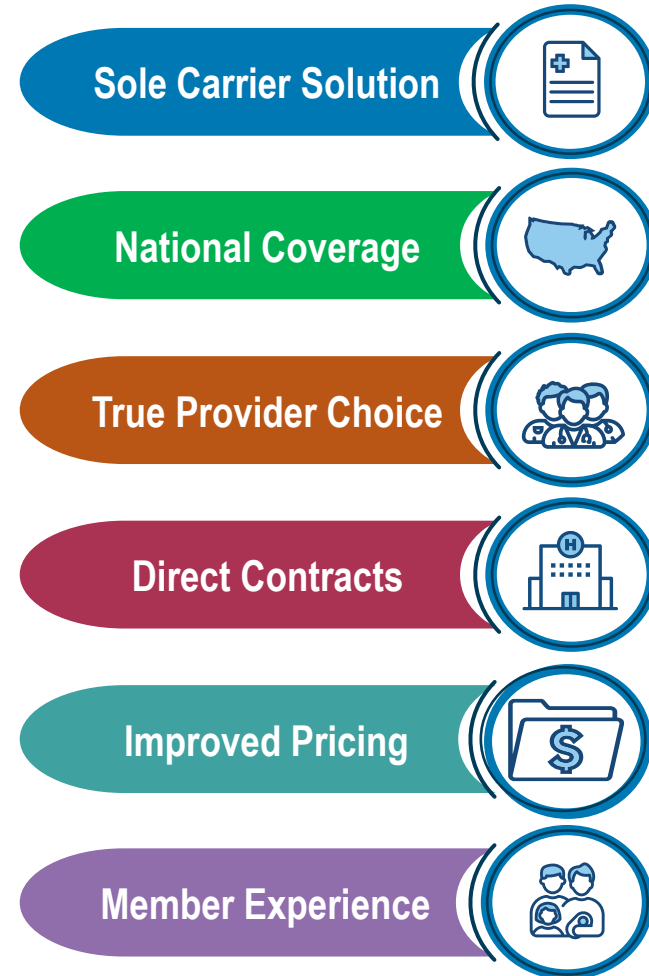 Sole Carrier Solution
National Coverage
True Provider Choice
Direct Contracts
H
Improved Pricing
$
Member Experience